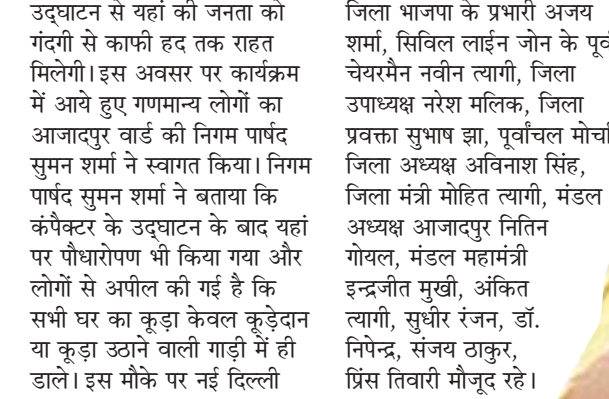 उद्घाटन से यहां की जनता को
गंदगी से काफी हद तक राहत
मिलेगी। इस अवसर पर कार्यक्रम
में आये हुए गणमान्य लोगों का
आजादपुर वार्ड की निगम पार्षद
सुमन शर्मा ने स्वागत किया। निगम
पार्षद सुमन शर्मा ने बताया कि
कंपैक्टर के उद्घाटन के बाद यहां
पर पौधारोपण भी किया गया और
लोगों से अपील की गई है कि
सभी घर का कूड़ा केवल कूड़ेदान
या कूड़ा उठाने वाली गाड़ी में ही
डाले। इस मौके पर नई दिल्ली
जिला भाजपा के प्रभारी अजय
शर्मा, सिविल लाईन जोन के पूर्व
चेयरमैन नवीन त्यागी, जिला
उपाध्यक्ष नरेश मलिक, जिला
प्रवक्ता सुभाष झा, पूर्वांचल मोर्चा
जिला अध्यक्ष अविनाश सिंह,
जिला मंत्री मोहित त्यागी, मंडल
अध्यक्ष आजादपुर नितिन
गोयल, मंडल महामंत्री
इन्द्रजीत मुखी, अंकित
त्यागी, सुधीर रंजन, डॉ.
निपेन्द्र, संजय ठाकुर,
प्रिंस तिवारी मौजूद रहे।